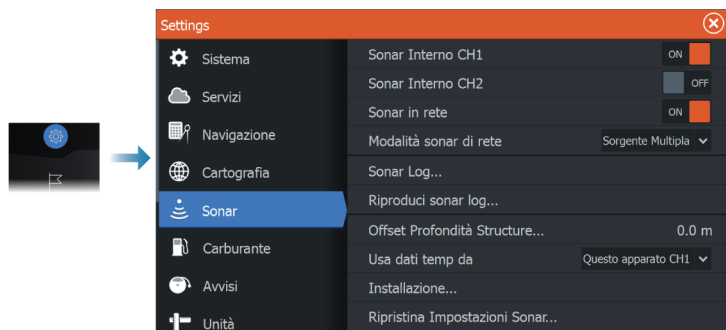 Settings
Sistema
Servizi
Navigazione
Cartografia
Sonar
Carburante
Avvisi
Unità
Sonar Interno CH1 ON
Sonar Interno CH2 OFF
Sonar in rete ON
Modalità sonar di rete Sorgente Multipla
Sonar Log...
Riproduci sonar log...
Offset Profondità Structure... 0.0 m
Usa dati temp da Questo apparato CH1
Installazione...
Ripristina Impostazioni Sonar...